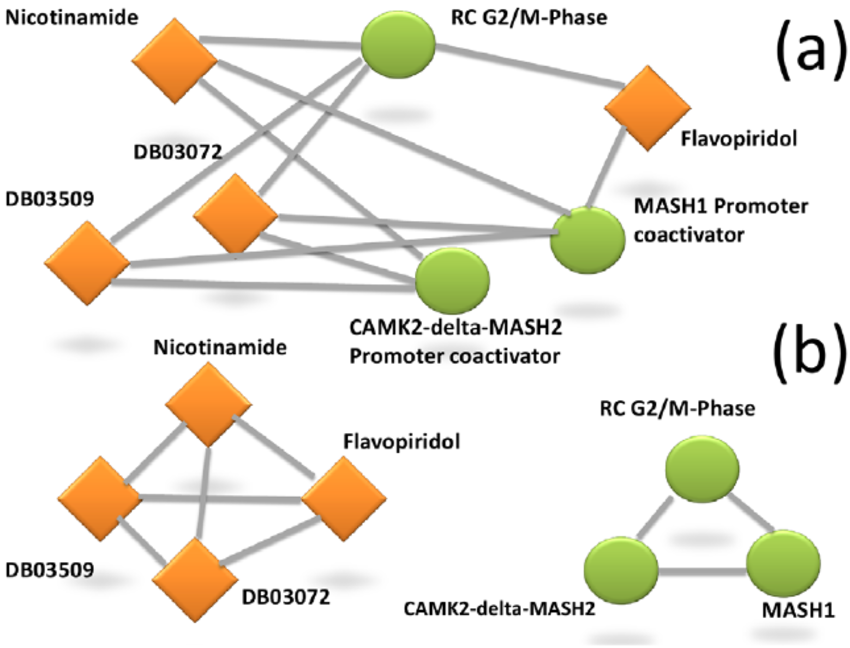 Nicotinamide
RC G2/M-Phase
(a)
Flavopiridol
DB03072
DB03509
MASH1 Promoter
coactivator
CAMK2-delta-MASH2
Promoter coactivator
(b)
Nicotinamide
RC G2/M-Phase
Flavopiridol
DB03509
DB03072
CAMK2-delta-MASH2
MASH1